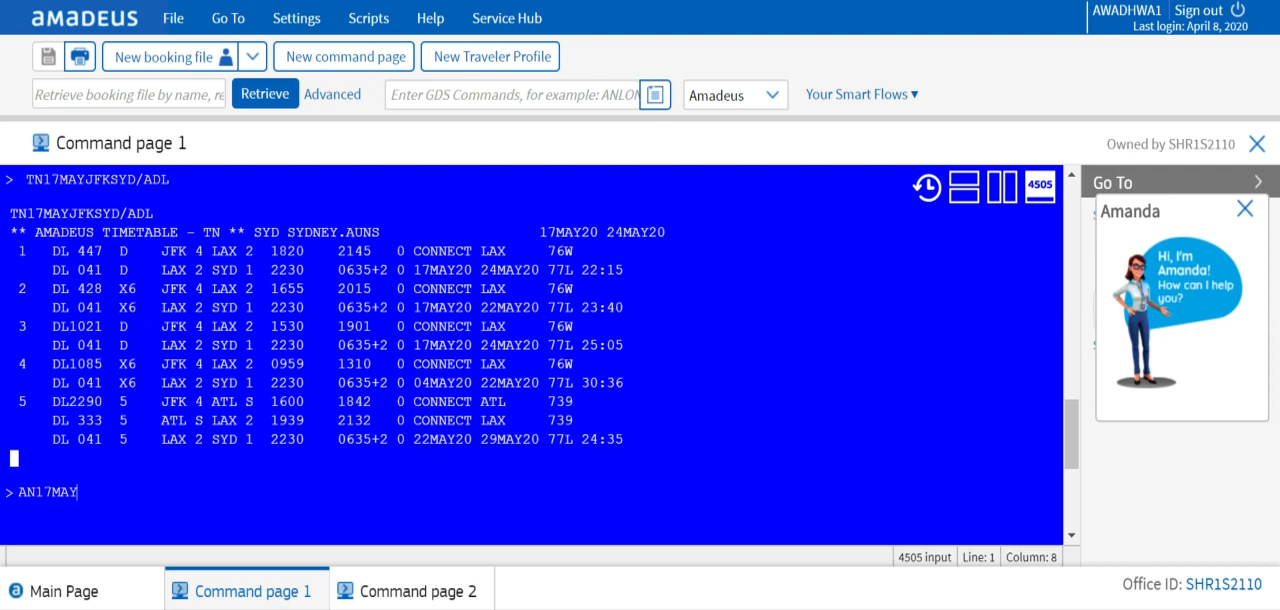 amadeus File Go To Settings Scripts Help Service Hub AWADHWA1 Sign out
Last login: April 8, 2020
New booking file New command page New Traveler Profile
Retrieve booking file by name, re Retrieve Advanced Enter GDS Commands, for example: ANLON Amadeus Your Smart Flows ▾
Command page 1 Owned by SHR1S2110
> TN17MAYJFKSYD/ADL 4505 Go To
TN17MAYJFKSYD/ADL Amanda
** AMADEUS TIMETABLE - TN ** SYD SYDNEY.AUNS 17MAY20 24MAY20
1 DL 447 D JFK 4 LAX 2 1820 2145 0 CONNECT LAX 76W
DL 041 D LAX 2 SYD 1 2230 0635+2 0 17MAY20 24MAY20 77L 22:15
2 DL 428 X6 JFK 4 LAX 2 1655 2015 0 CONNECT LAX 76W
DL 041 X6 LAX 2 SYD 1 2230 0635+2 0 17MAY20 22MAY20 77L 23:40
3 DL1021 D JFK 4 LAX 2 1530 1901 0 CONNECT LAX 76W
DL 041 D LAX 2 SYD 1 2230 0635+2 0 17MAY20 24MAY20 77L 25:05
4 DL1085 X6 JFK 4 LAX 2 0959 1310 0 CONNECT LAX 76W
DL 041 X6 LAX 2 SYD 1 2230 0635+2 0 04MAY20 22MAY20 77L 30:36
5 DL2290 5 JFK 4 ATL S 1600 1842 0 CONNECT ATL 739
DL 333 5 ATL S LAX 2 1939 2132 0 CONNECT LAX 739
DL 041 5 LAX 2 SYD 1 2230 0635+2 0 22MAY20 29MAY20 77L 24:35
> AN17MAY
Hi, I'm
Amanda!
How can I help
you?
4505 input Line: 1 Column: 8
Main Page Command page 1 Command page 2 Office ID: SHR1S2110